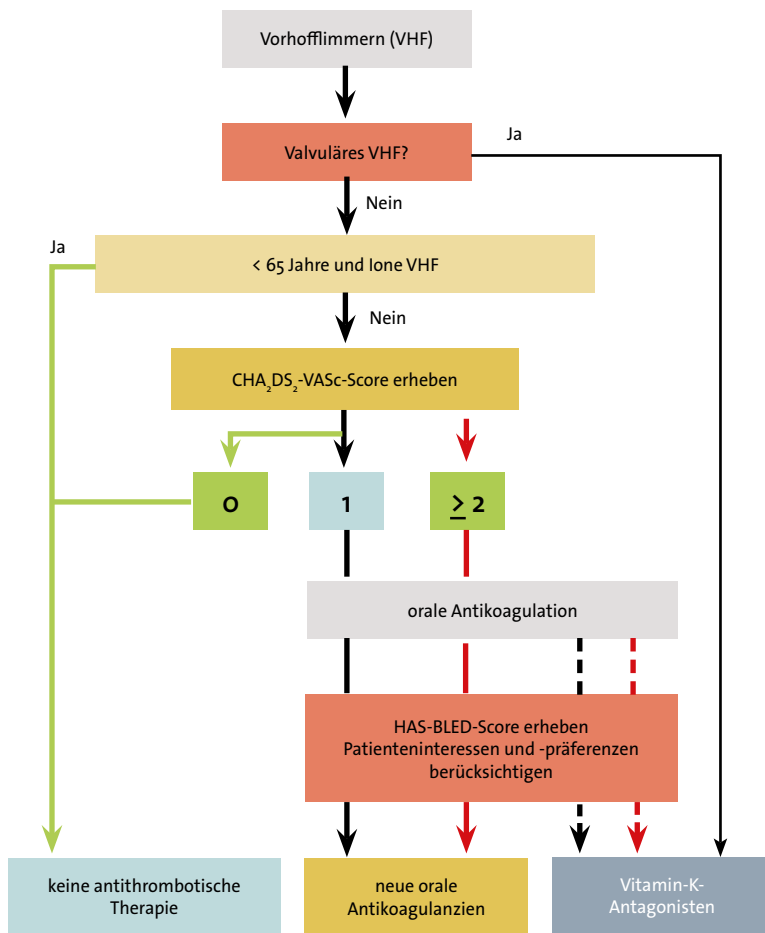 Vorhofflimmern (VHF)
Valvuläres VHF?
Ja
Nein
Ja
< 65 Jahre und lone VHF
Nein
CHA₂DS₂-VASc-Score erheben
0
1
≥ 2
orale Antikoagulation
HAS-BLED-Score erheben
Patienteninteressen und -präferenzen
berücksichtigen
keine antithrombotische
Therapie
neue orale
Antikoagulanzien
Vitamin-K-
Antagonisten